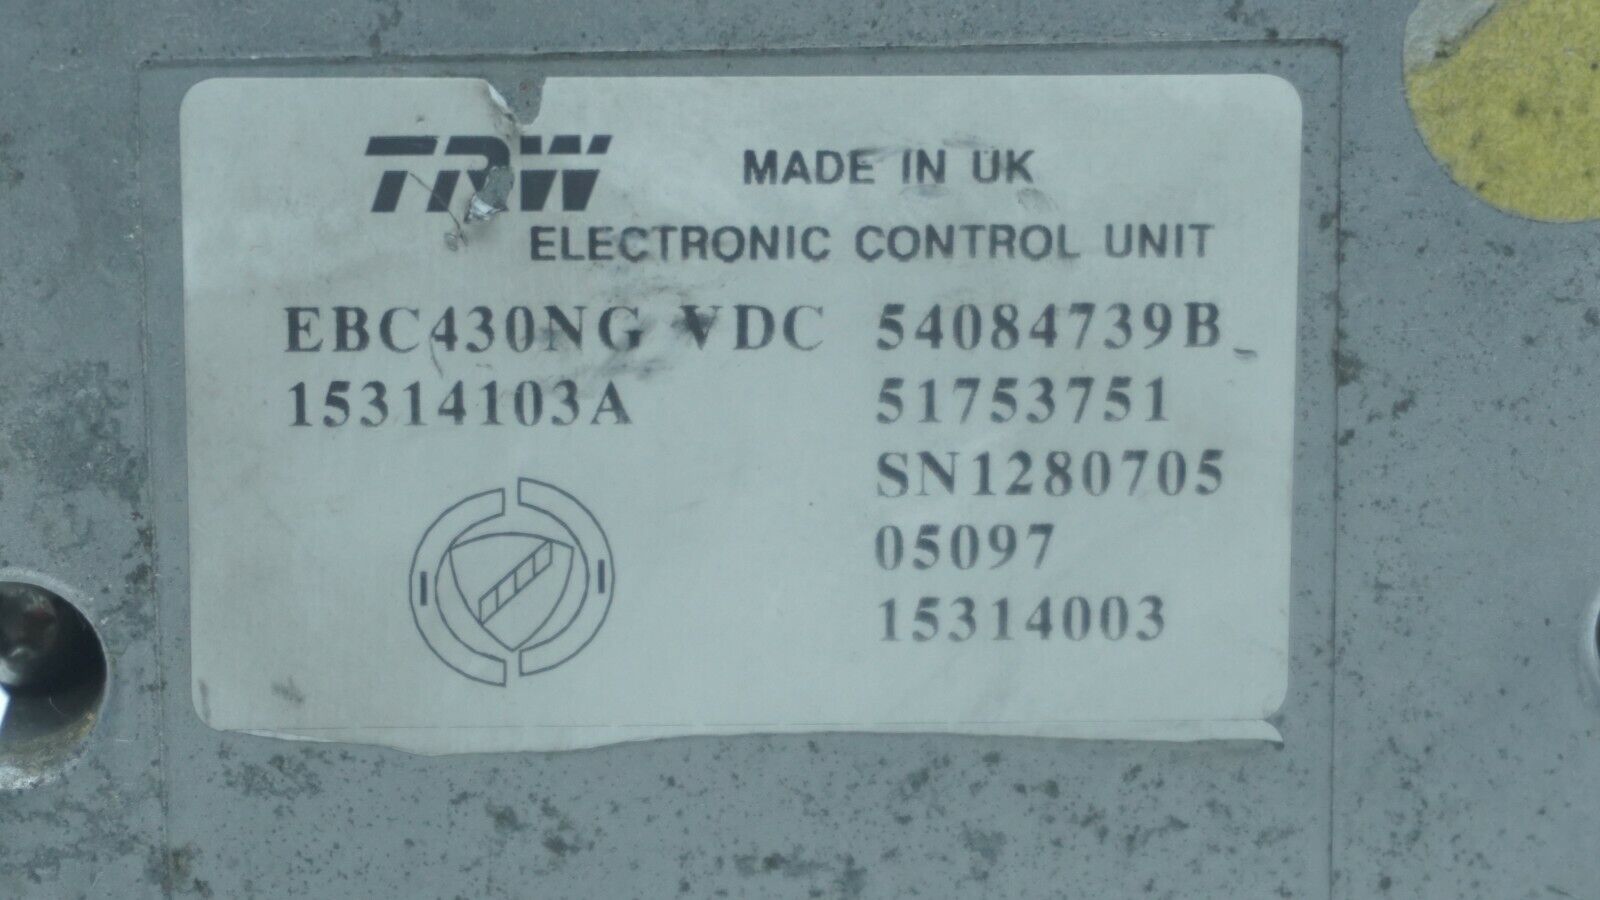 TRW MADE IN UK
ELECTRONIC CONTROL UNIT
EBC430NG VDC 54084739B
15314103A 51753751
SN1280705
05097
15314003